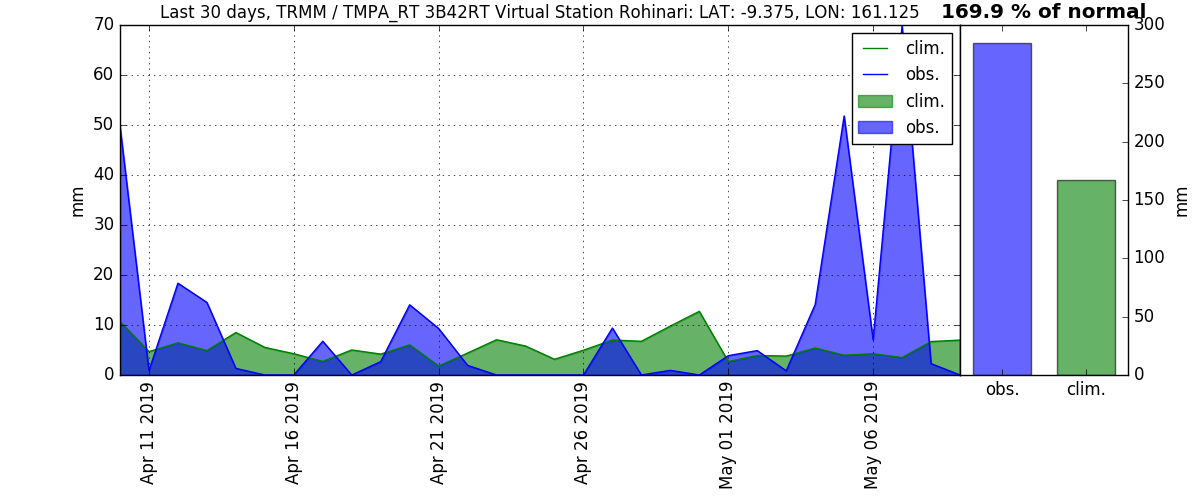 Last 30 days, TRMM / TMPA_RT 3B42RT Virtual Station Rohinari: LAT: -9.375, LON: 161.125
169.9 % of normal
70
60
50
40
30
20
10
0
mm
clim.
obs.
clim.
obs.
300
250
200
150
100
50
0
mm
Apr 11 2019
Apr 16 2019
Apr 21 2019
Apr 26 2019
May 01 2019
May 06 2019
obs.
clim.